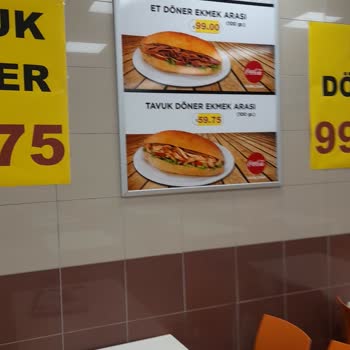 UK
ER
75
ET DÖNER EKMEK ARASI
₺99.00 (100 gr.)
Coca-Cola
TAVUK DÖNER EKMEK ARASI
₺59.75 (100 gr.)
Coca-Cola
DÖ
99